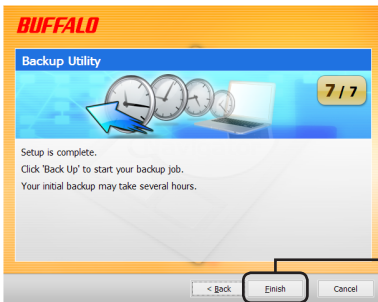 BUFFALO
Backup Utility
7 / 7
Setup is complete.
Click 'Back Up' to start your backup job.
Your initial backup may take several hours.
< Back Finish Cancel